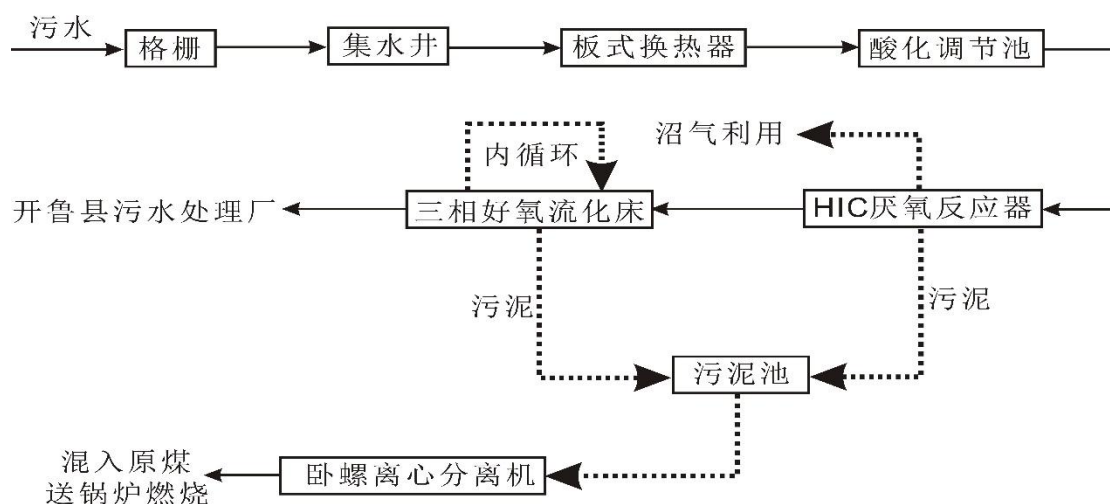 污水
格栅
集水井
板式换热器
酸化调节池
沼气利用
内循环
开鲁县污水处理厂
三相好氧流化床
HIC厌氧反应器
污泥
污泥
污泥池
混入原煤
送锅炉燃烧
卧螺离心分离机